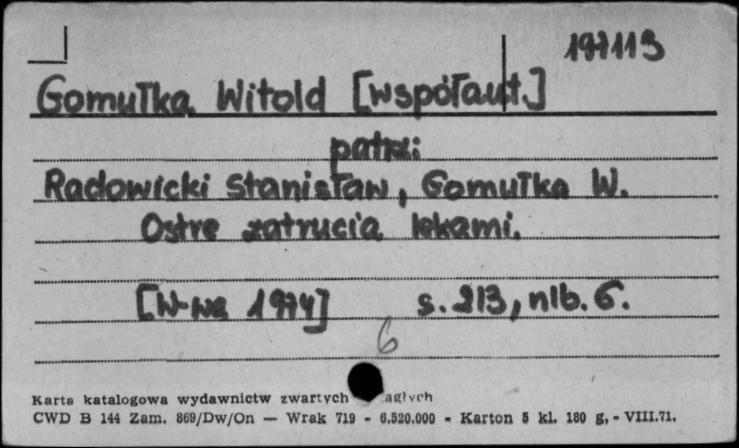 197113
Gomułka Witold [współaut.]
patrz:
Radowicki Stanisław, Gomułka W.
Ostre zatrucia lekami.
[W-wa 1974] s. 213, nlb. 6.
6
Karta katalogowa wydawnictw zwartych
CWD B 144 Zam. 869/Dw/On — Wrak 719 - 6.520.000 - Karton 5 kl. 180 g, - VIII.71.